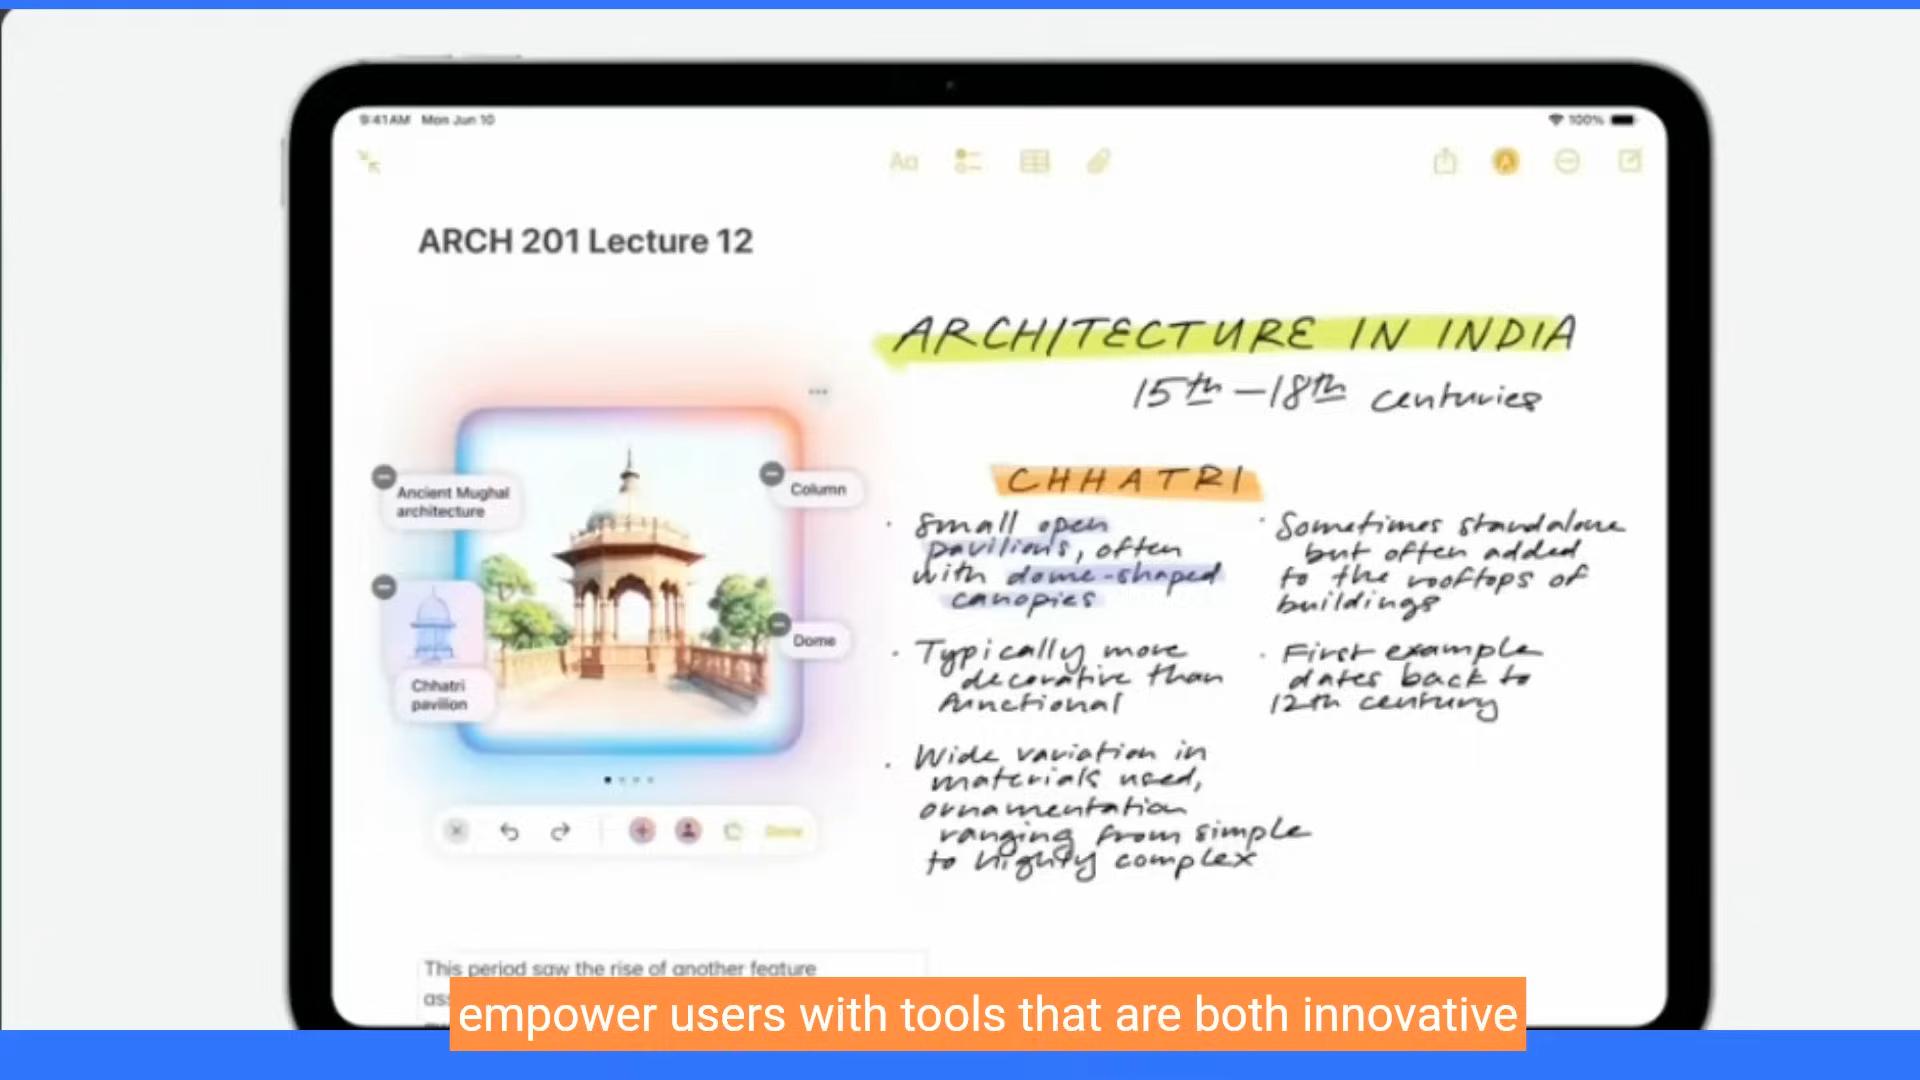 9:41 AM Mon Jun 10
100%
Aa
ARCH 201 Lecture 12
ARCHITECTURE IN INDIA
15th – 18th centuries
Ancient Mughal
architecture
Column
Chhatri
pavilion
Dome
Done
CHHATRI
· Small open
pavilions, often
with dome-shaped
canopies
· Typically more
decorative than
functional
· Wide variation in
materials used,
ornamentation
ranging from simple
to highly complex
· Sometimes standalone
but often added
to the rooftops of
buildings
· First example
dates back to
12th century
This period saw the rise of another feature
empower users with tools that are both innovative